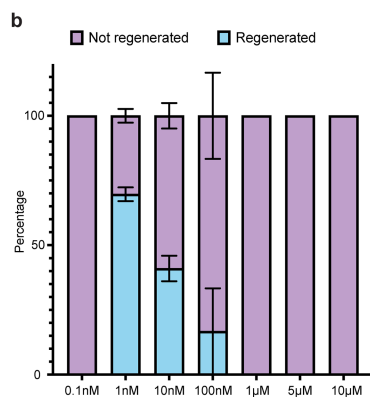 b
Not regenerated Regenerated
100
50
0
Percentage
0.1nM 1nM 10nM 100nM 1µM 5µM 10µM